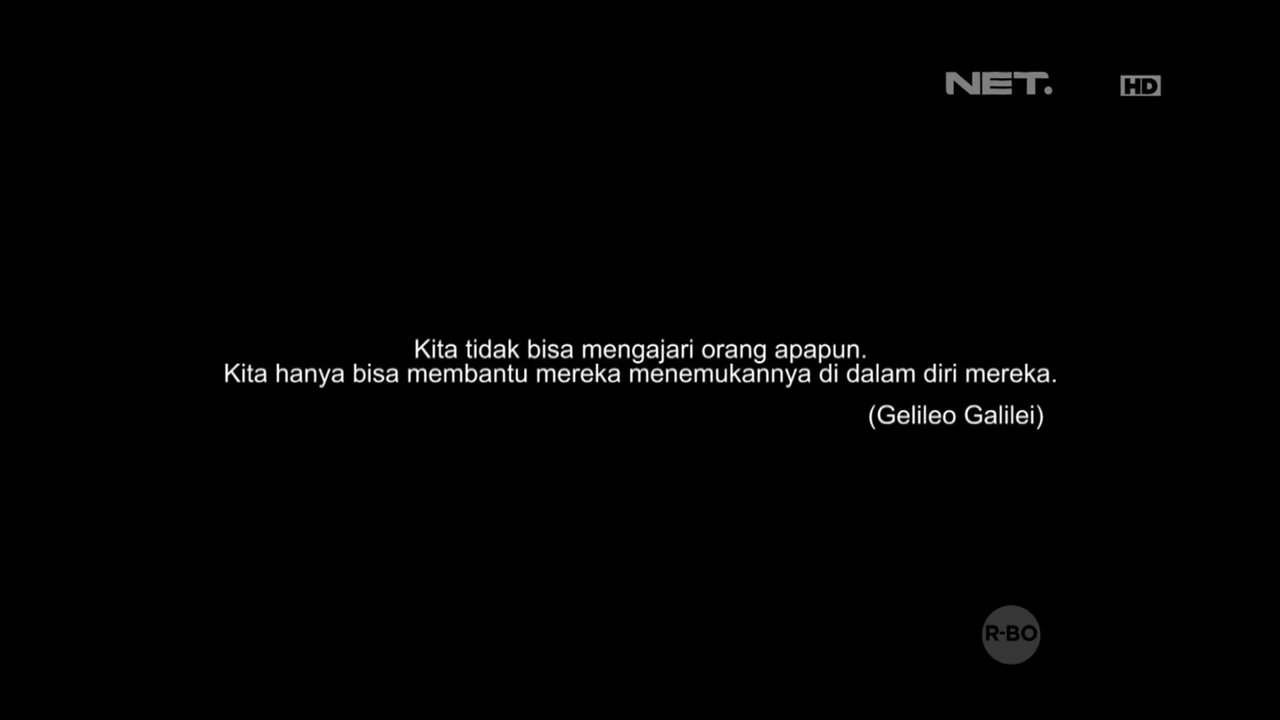 NET.
HD
Kita tidak bisa mengajari orang apapun.
Kita hanya bisa membantu mereka menemukannya di dalam diri mereka.
(Gelileo Galilei)
R-BO